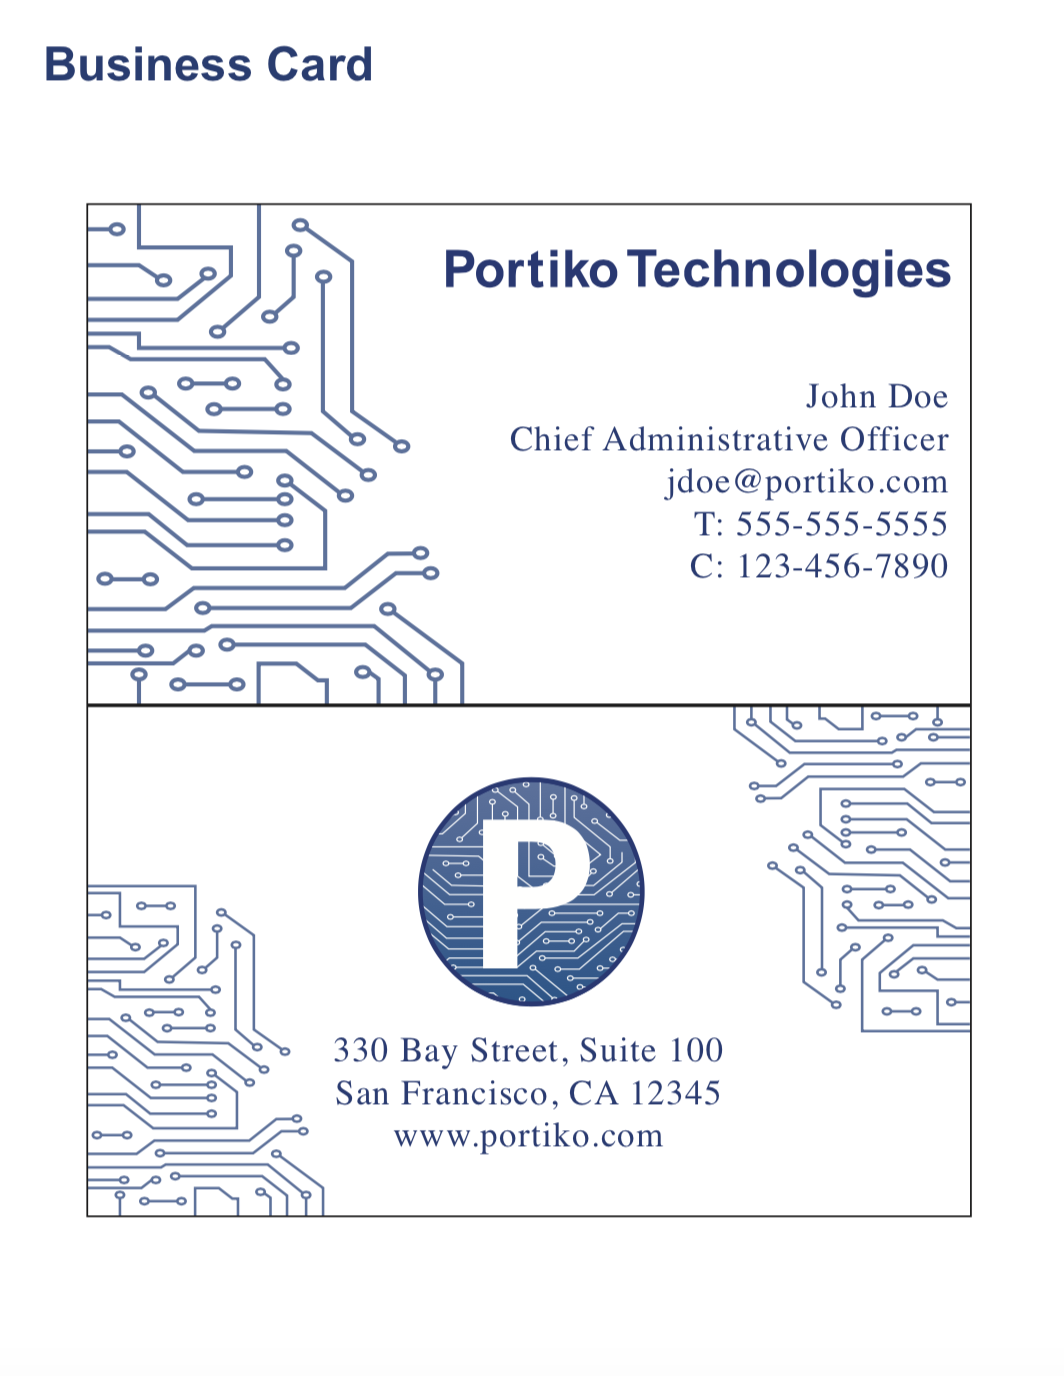 Business Card
Portiko Technologies
John Doe
Chief Administrative Officer
jdoe@portiko.com
T: 555-555-5555
C: 123-456-7890
P
330 Bay Street, Suite 100
San Francisco, CA 12345
www.portiko.com